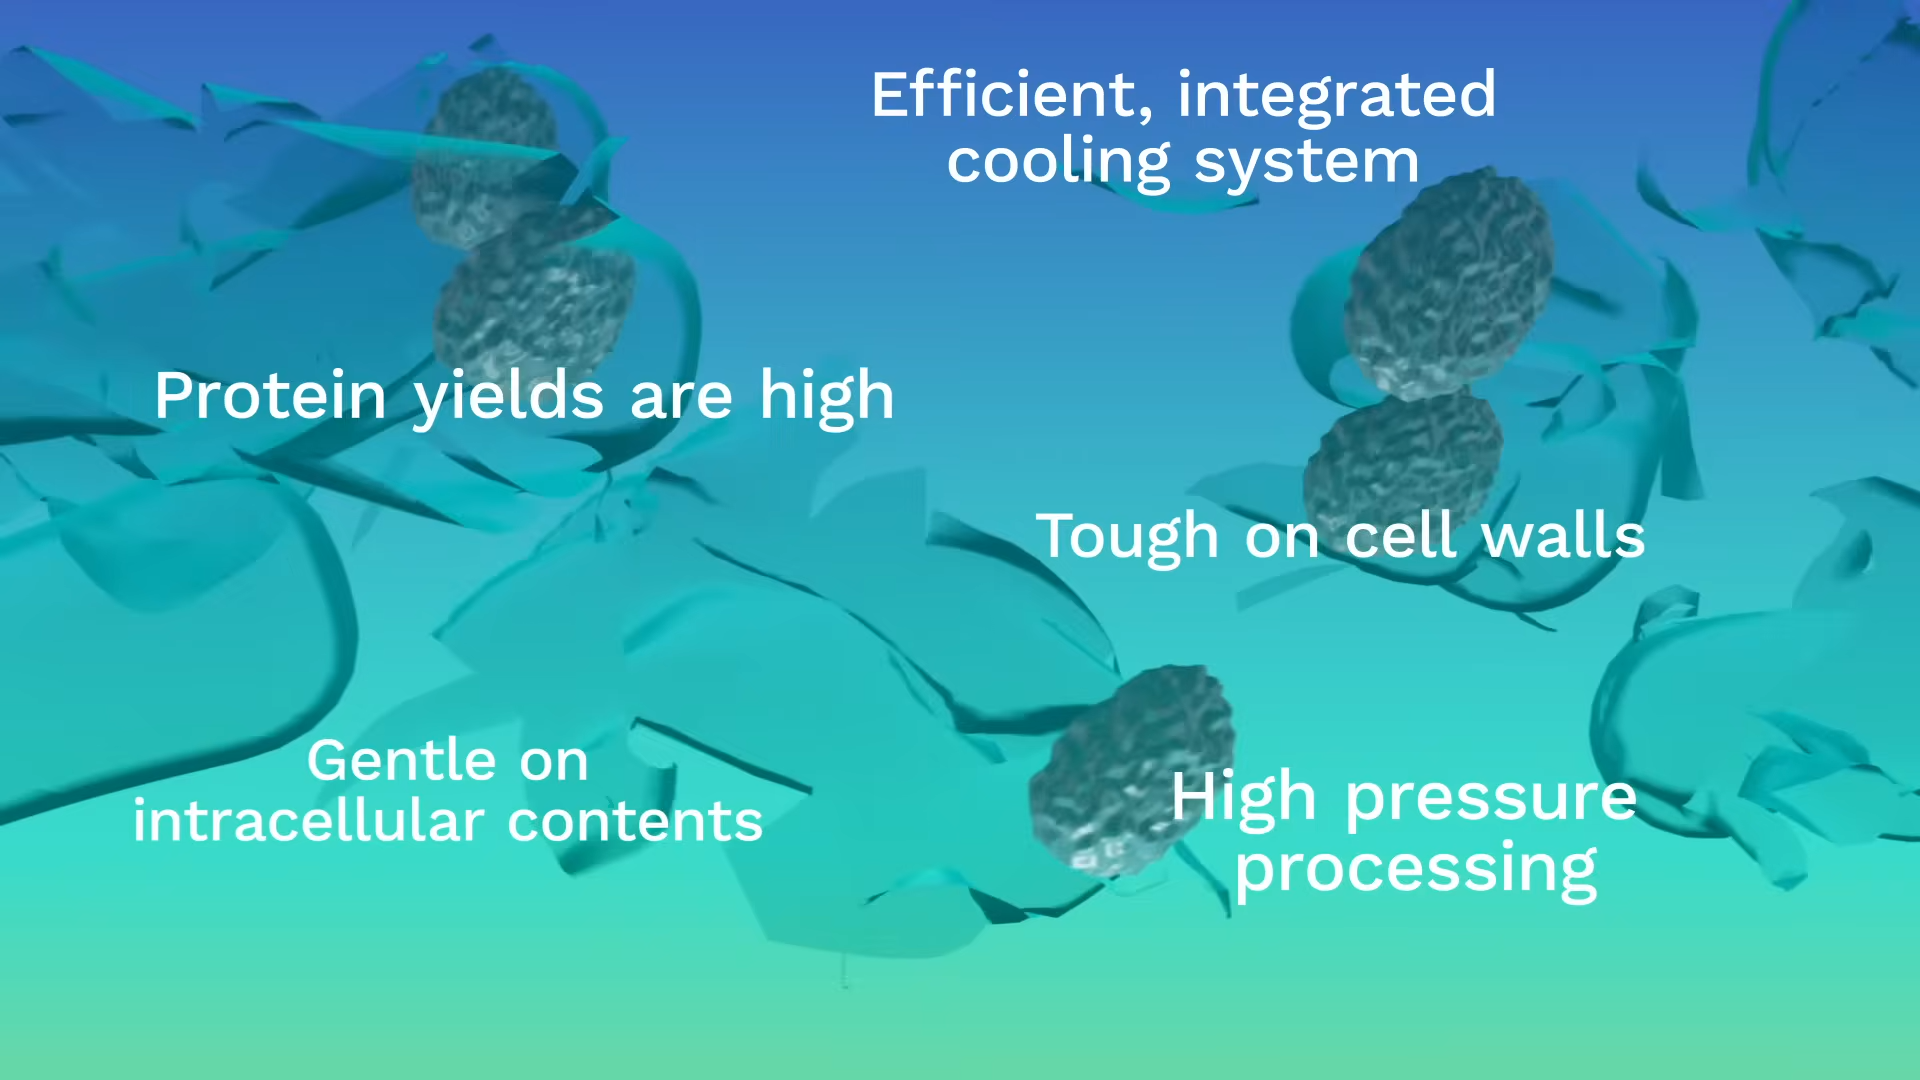 Efficient, integrated
cooling system
Protein yields are high
Tough on cell walls
Gentle on
intracellular contents
High pressure
processing